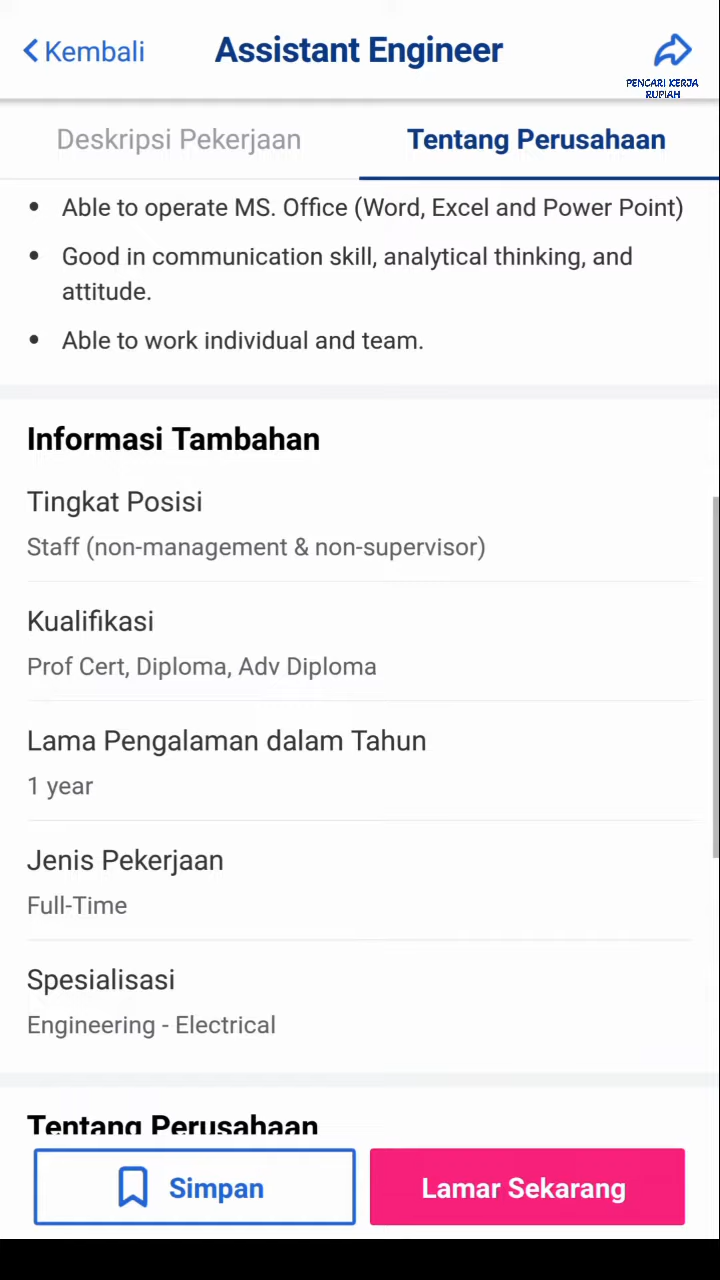 Kembali
Assistant Engineer
PENCARI KERJA
RUPIAH
Deskripsi Pekerjaan
Tentang Perusahaan
• Able to operate MS. Office (Word, Excel and Power Point)
• Good in communication skill, analytical thinking, and
attitude.
• Able to work individual and team.
Informasi Tambahan
Tingkat Posisi
Staff (non-management & non-supervisor)
Kualifikasi
Prof Cert, Diploma, Adv Diploma
Lama Pengalaman dalam Tahun
1 year
Jenis Pekerjaan
Full-Time
Spesialisasi
Engineering - Electrical
Tentang Perusahaan
Simpan
Lamar Sekarang